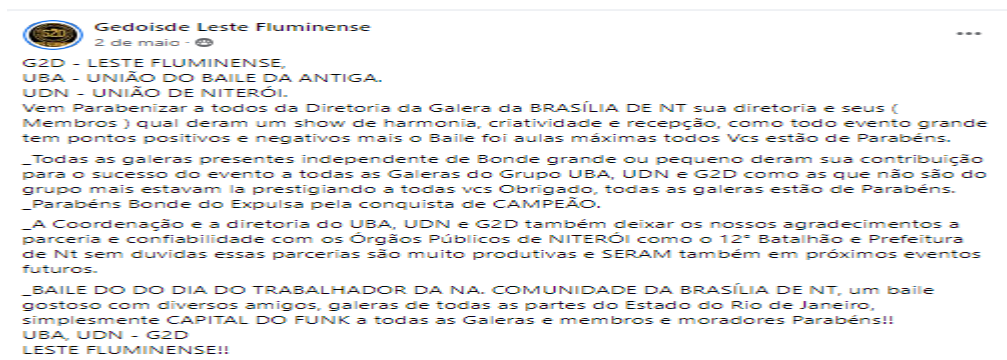 G2D
Gedoisde Leste Fluminense
2 de maio ·
G2D - LESTE FLUMINENSE,
UBA - UNIÃO DO BAILE DA ANTIGA.
UDN - UNIÃO DE NITERÓI.
Vem Parabenizar a todos da Diretoria da Galera da BRASÍLIA DE NT sua diretoria e seus (
Membros ) qual deram um show de harmonia, criatividade e recepção, como todo evento grande
tem pontos positivos e negativos mais o Baile foi aulas máximas todos Vcs estão de Parabéns.
_Todas as galeras presentes independente de Bonde grande ou pequeno deram sua contribuição
para o sucesso do evento a todas as Galeras do Grupo UBA, UDN e G2D como as que não são do
grupo mais estavam la prestigiando a todas vcs Obrigado, todas as galeras estão de Parabéns.
_Parabéns Bonde do Expulsa pela conquista de CAMPEÃO.
_A Coordenação e a diretoria do UBA, UDN e G2D também deixar os nossos agradecimentos a
parceria e confiabilidade com os Órgãos Públicos de NITERÓI como o 12° Batalhão e Prefeitura
de Nt sem duvidas essas parcerias são muito produtivas e SERAM também em próximos eventos
futuros.
_BAILE DO DO DIA DO TRABALHADOR DA NA. COMUNIDADE DA BRASÍLIA DE NT, um baile
gostoso com diversos amigos, galeras de todas as partes do Estado do Rio de Janeiro,
simplesmente CAPITAL DO FUNK a todas as Galeras e membros e moradores Parabéns!!
UBA, UDN - G2D
LESTE FLUMINENSE!!